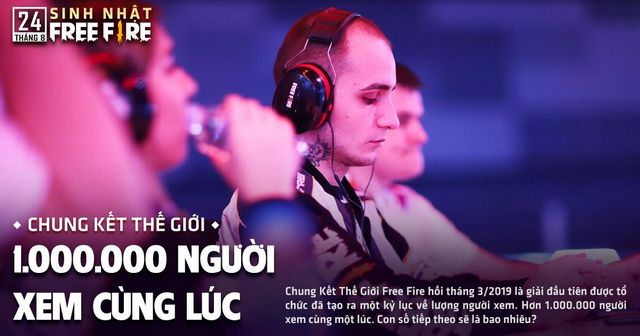 24
THÁNG 8
SINH NHẬT
FREE FIRE
CHUNG KẾT THẾ GIỚI
1.000.000 NGƯỜI
XEM CÙNG LÚC
Chung Kết Thế Giới Free Fire hồi tháng 3/2019 là giải đầu tiên được tổ
chức đã tạo ra một kỷ lục về lượng người xem. Hơn 1.000.000 người
xem cùng một lúc. Con số tiếp theo sẽ là bao nhiêu?